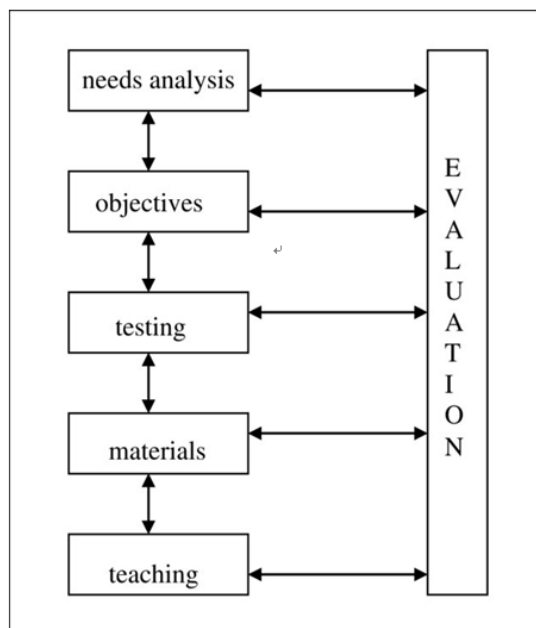 needs analysis
objectives
testing
materials
teaching
E
V
A
L
U
A
T
I
O
N